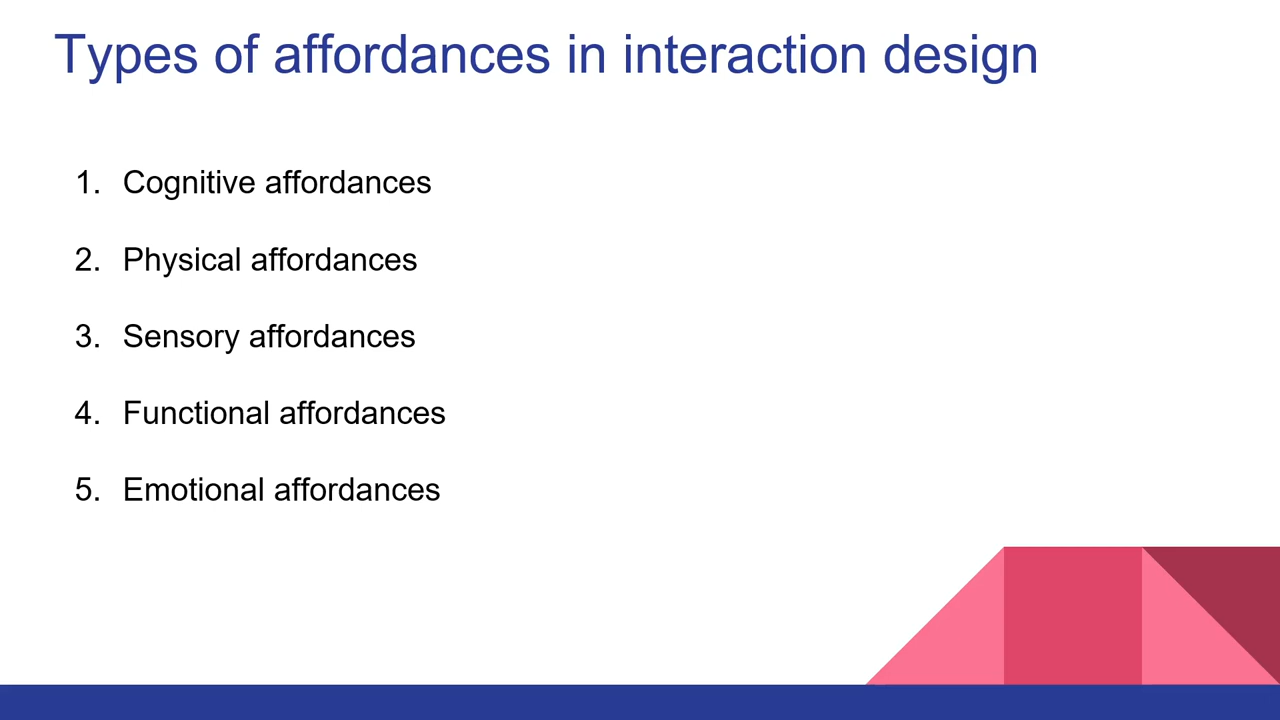 Types of affordances in interaction design
1. Cognitive affordances
2. Physical affordances
3. Sensory affordances
4. Functional affordances
5. Emotional affordances